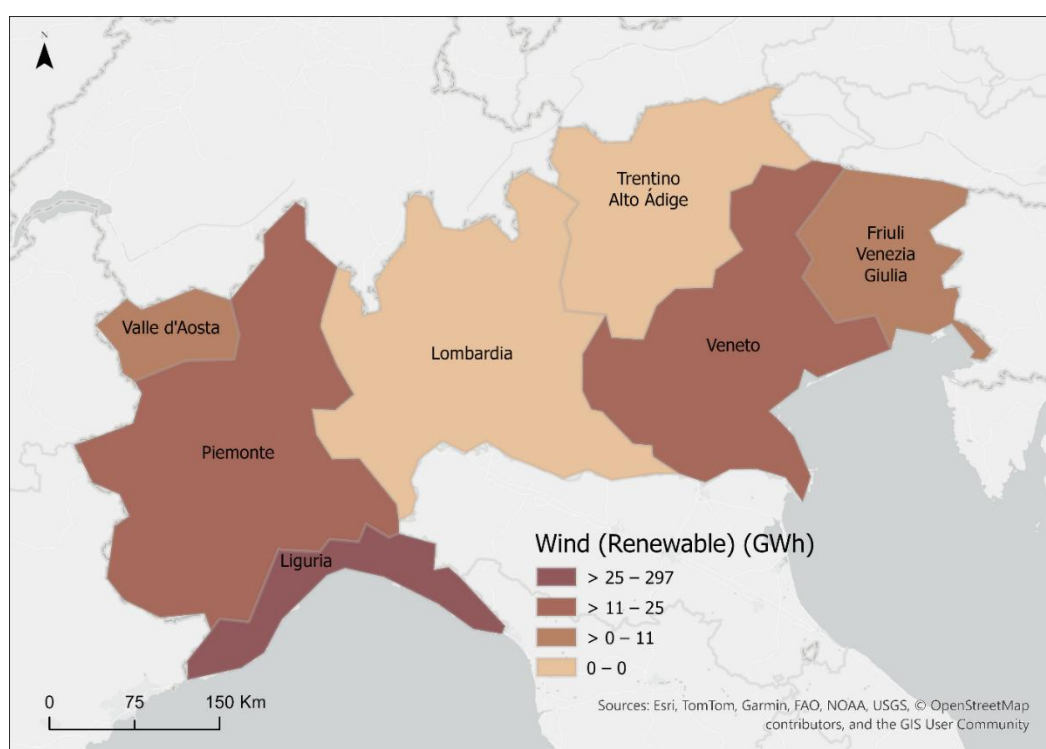 N
Trentino
Alto Ádige
Friuli
Venezia
Giulia
Valle d'Aosta
Lombardia
Veneto
Piemonte
Liguria
Wind (Renewable) (GWh)
> 25 – 297
> 11 – 25
> 0 – 11
0 – 0
0 75 150 Km
Sources: Esri, TomTom, Garmin, FAO, NOAA, USGS, © OpenStreetMap
contributors, and the GIS User Community